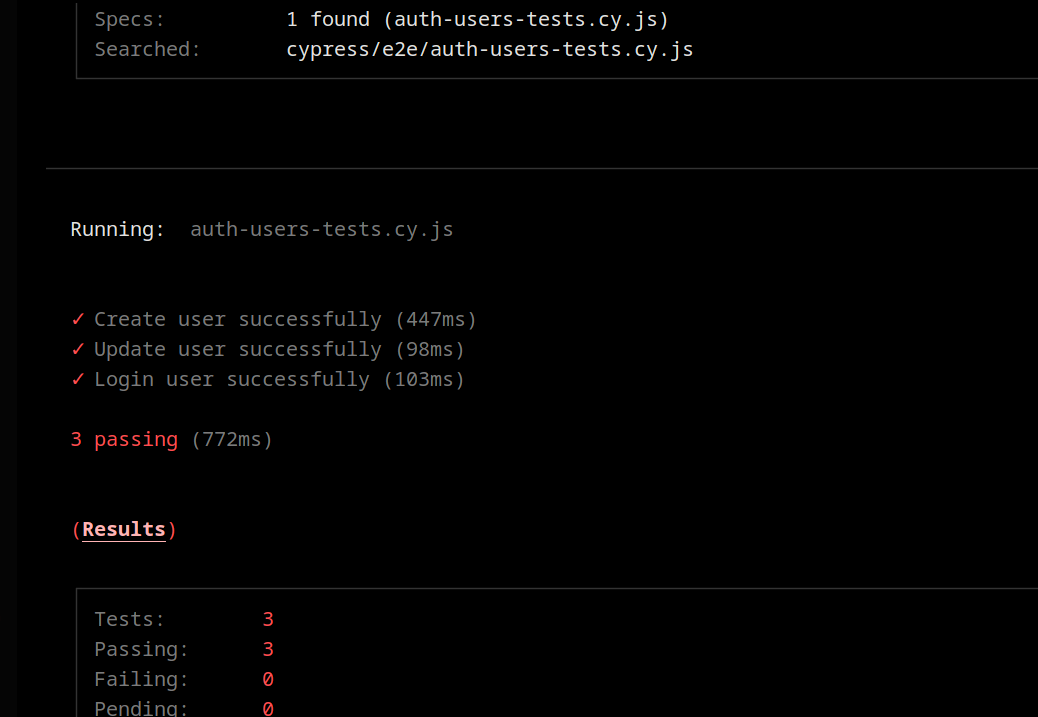 Specs: 1 found (auth-users-tests.cy.js)
Searched: cypress/e2e/auth-users-tests.cy.js
Running: auth-users-tests.cy.js
✓ Create user successfully (447ms)
✓ Update user successfully (98ms)
✓ Login user successfully (103ms)
3 passing (772ms)
(Results)
Tests: 3
Passing: 3
Failing: 0
Pending: 0